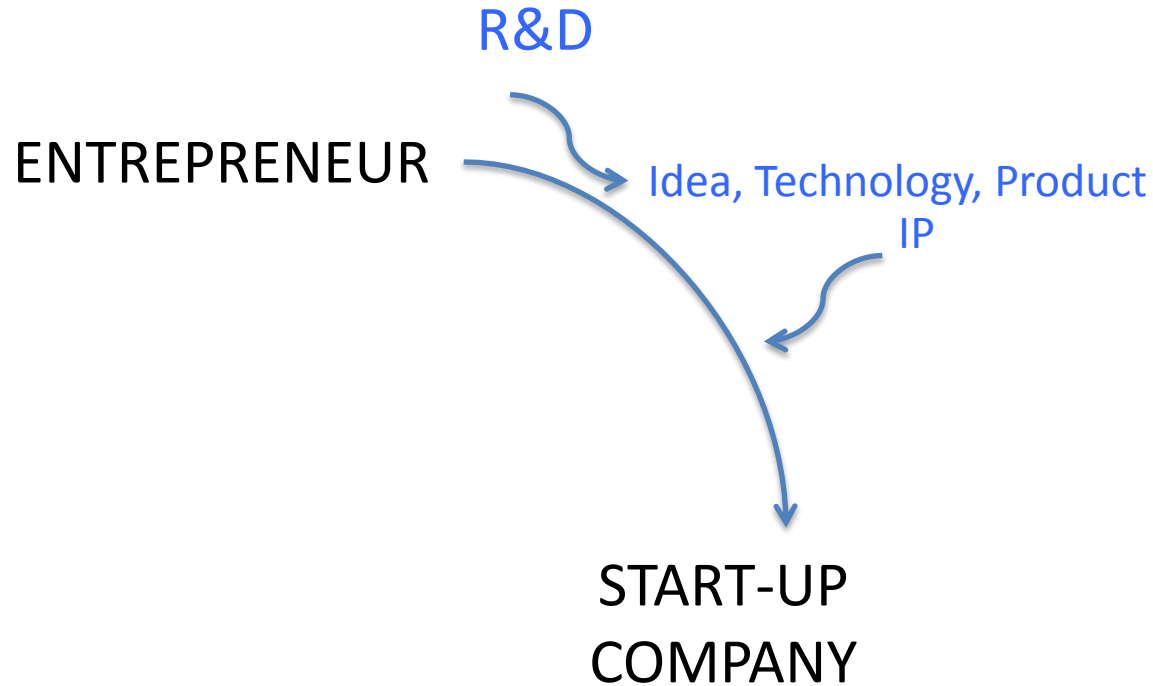 R&D
ENTREPRENEUR
Idea, Technology, Product
IP
START-UP
COMPANY